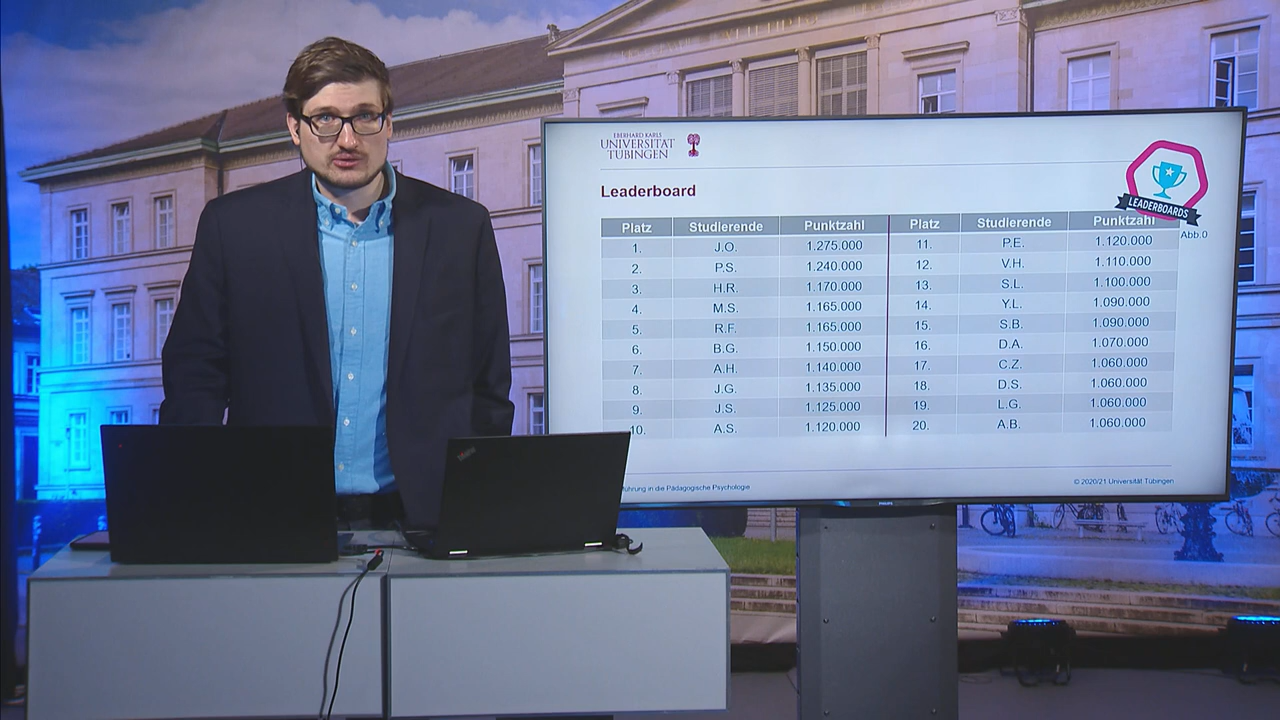 EBERHARD KARLS
UNIVERSITÄT
TÜBINGEN
Leaderboard
LEADERBOARDS
Abb.0
Platz Studierende Punktzahl Platz Studierende Punktzahl
1. J.O. 1.275.000 11. P.E. 1.120.000
2. P.S. 1.240.000 12. V.H. 1.110.000
3. H.R. 1.170.000 13. S.L. 1.100.000
4. M.S. 1.165.000 14. Y.L. 1.090.000
5. R.F. 1.165.000 15. S.B. 1.090.000
6. B.G. 1.150.000 16. D.A. 1.070.000
7. A.H. 1.140.000 17. C.Z. 1.060.000
8. J.G. 1.135.000 18. D.S. 1.060.000
9. J.S. 1.125.000 19. L.G. 1.060.000
10. A.S. 1.120.000 20. A.B. 1.060.000
führung in die Pädagogische Psychologie © 2020/21 Universität Tübingen
PHILIPS